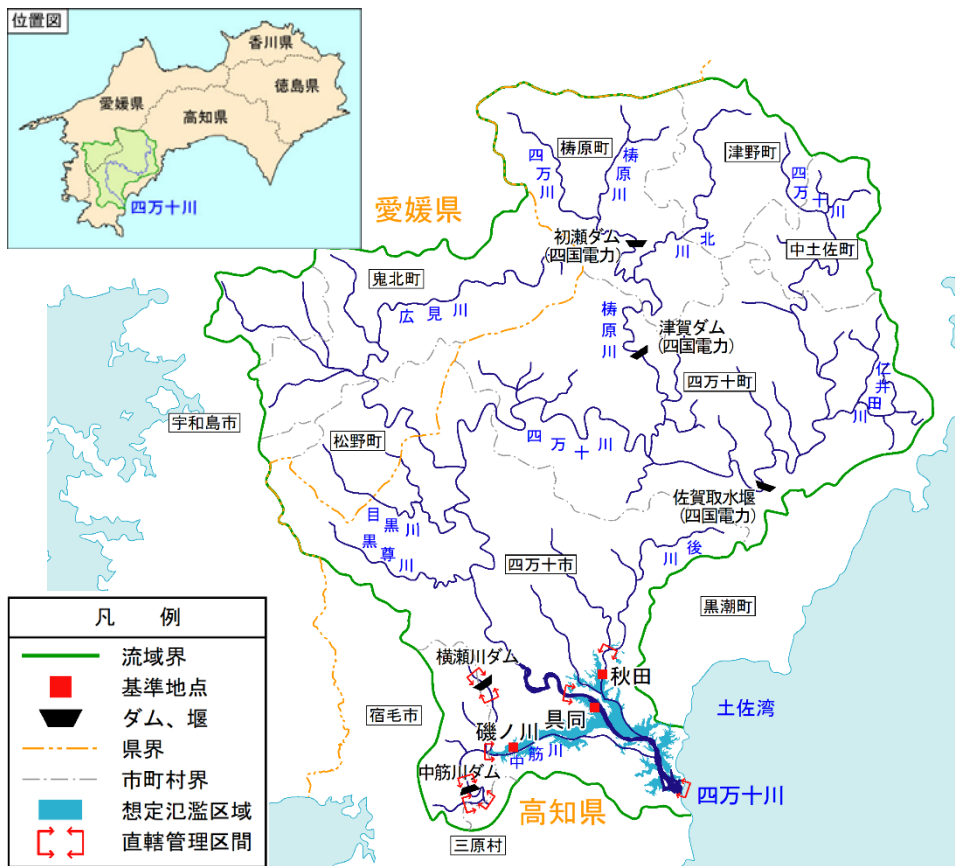 位置図
香川県
徳島県
愛媛県
高知県
四万十川
愛媛県
梼原町
津野町
四万川
梼原川
四万十川
初瀬ダム
(四国電力)
北川
中土佐町
鬼北町
広見川
梼原川
津賀ダム
(四国電力)
四万十町
仁井田川
宇和島市
松野町
四万十川
佐賀取水堰
(四国電力)
目黒川
黒尊川
後川
四万十市
黒潮町
横瀬川ダム
秋田
宿毛市
具同
土佐湾
磯ノ川
中筋川
中筋川ダム
四万十川
高知県
三原村
凡 例
流域界
基準地点
ダム、堰
県界
市町村界
想定氾濫区域
直轄管理区間